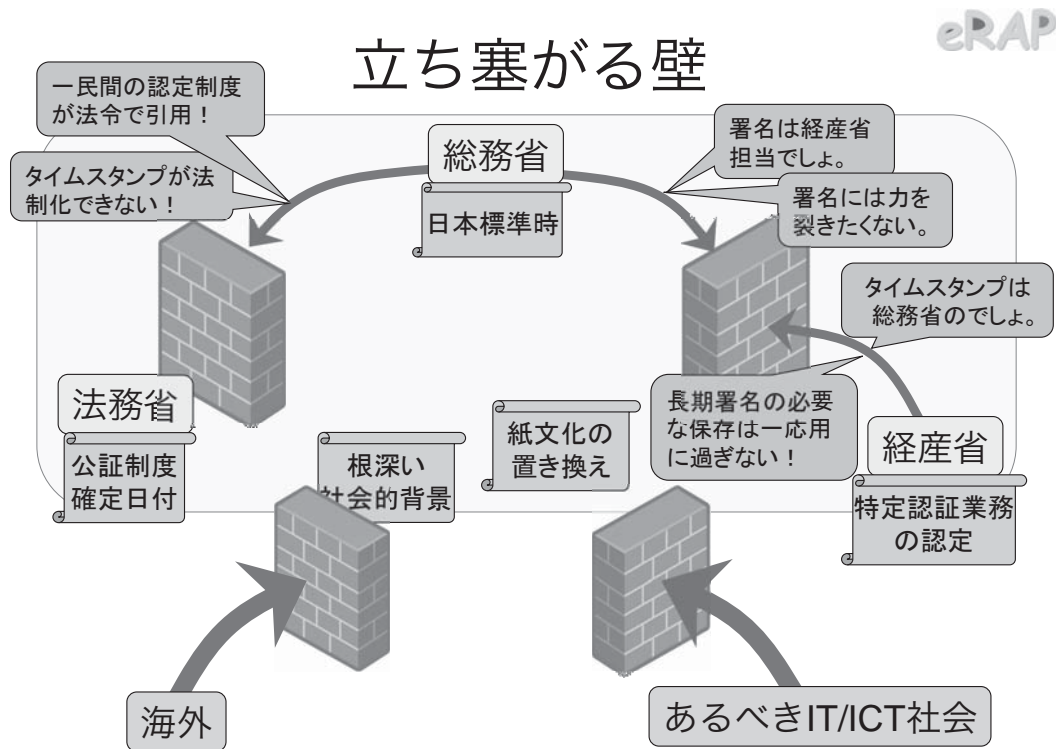 eRAP
立ち塞がる壁
一民間の認定制度
が法令で引用！
タイムスタンプが法
制化できない！
総務省
日本標準時
署名は経産省
担当でしょ。
署名には力を
裂きたくない。
タイムスタンプは
総務省のでしょ。
長期署名の必要
な保存は一応用
に過ぎない！
法務省
公証制度
確定日付
根深い
社会的背景
紙文化の
置き換え
経産省
特定認証業務
の認定
海外
あるべきIT/ICT社会